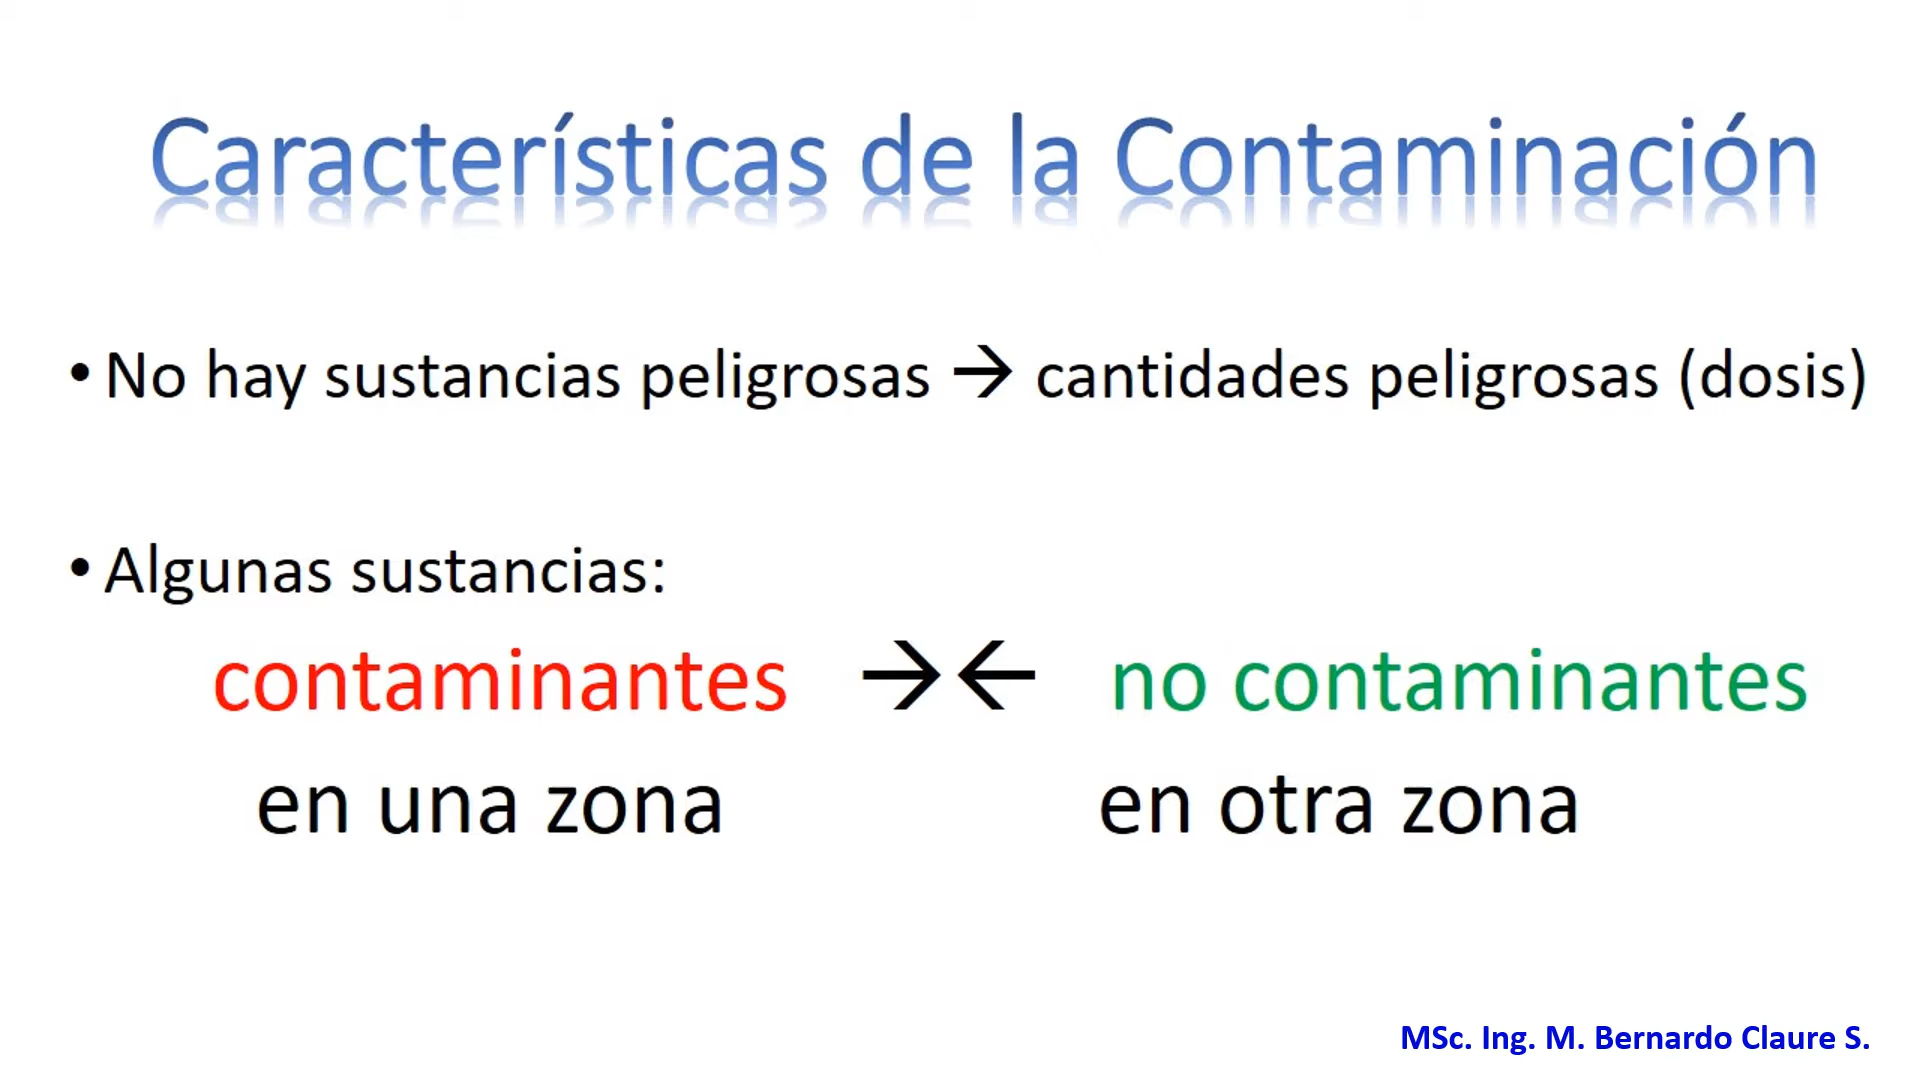 Características de la Contaminación
• No hay sustancias peligrosas → cantidades peligrosas (dosis)
• Algunas sustancias:
contaminantes →← no contaminantes
en una zona en otra zona
MSc. Ing. M. Bernardo Claure S.